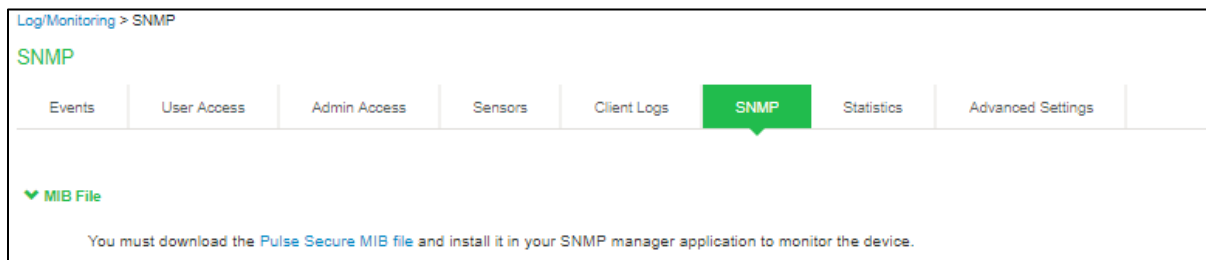 Log/Monitoring > SNMP
SNMP
Events User Access Admin Access Sensors Client Logs SNMP Statistics Advanced Settings
MIB File
You must download the Pulse Secure MIB file and install it in your SNMP manager application to monitor the device.